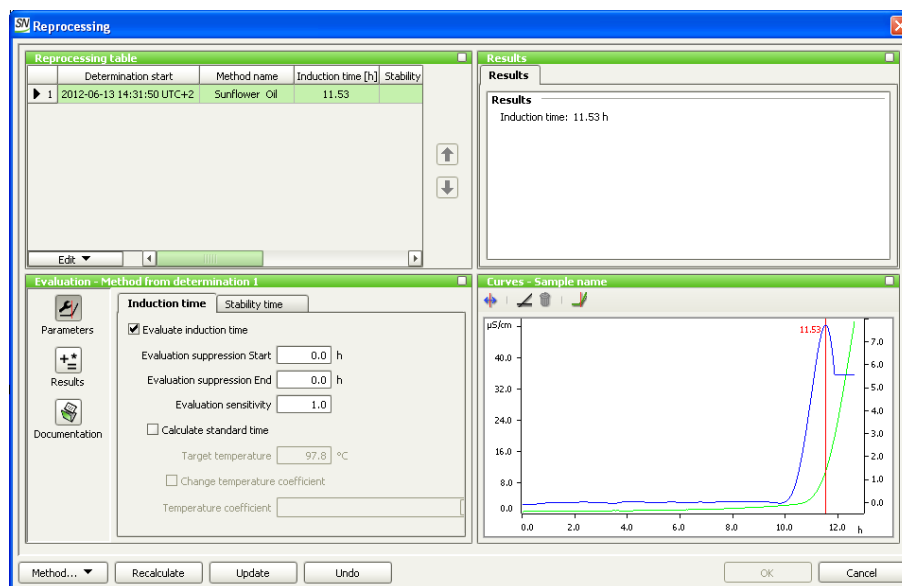 SN Reprocessing
Reprocessing table
Determination start Method name Induction time [h] Stability
1 2012-06-13 14:31:50 UTC+2 Sunflower Oil 11.53
Edit
Results
Results
Results
Induction time: 11.53 h
Evaluation - Method from determination 1
Parameters
Results
Documentation
Induction time Stability time
Evaluate induction time
Evaluation suppression Start 0.0 h
Evaluation suppression End 0.0 h
Evaluation sensitivity 1.0
Calculate standard time
Target temperature 97.8 °C
Change temperature coefficient
Temperature coefficient
Curves - Sample name
µS/cm
11.53
40.0
32.0
24.0
16.0
8.0
0.0
7.0
6.0
5.0
4.0
3.0
2.0
1.0
0.0
0.0 2.0 4.0 6.0 8.0 10.0 12.0 h
Method... Recalculate Update Undo OK Cancel